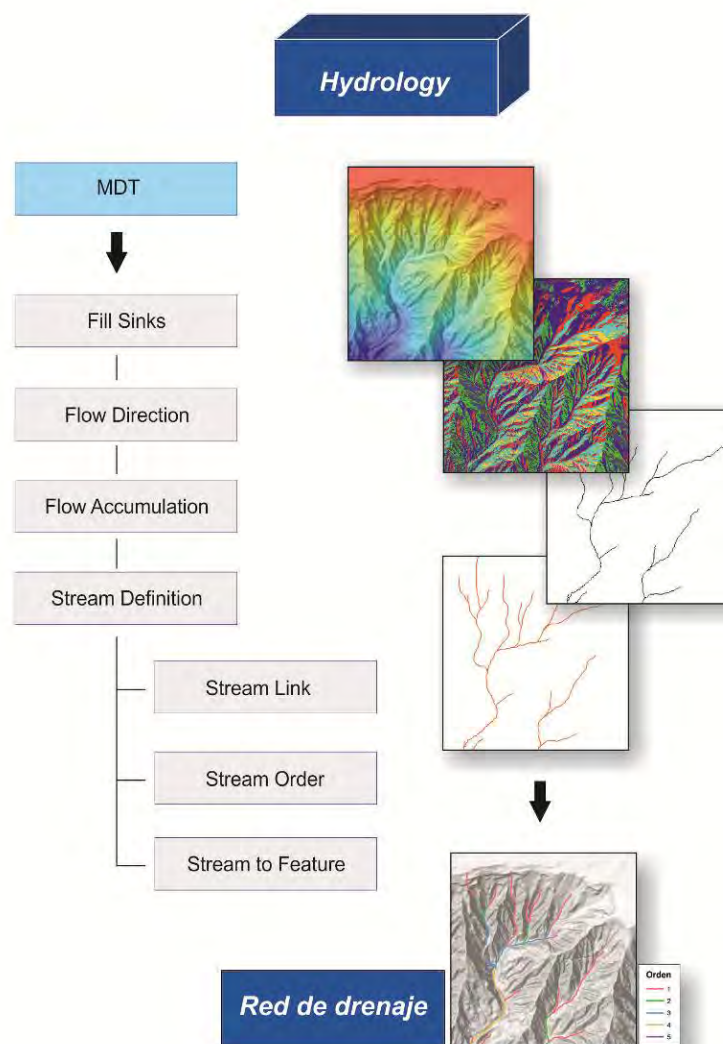 Hydrology
MDT
Fill Sinks
Flow Direction
Flow Accumulation
Stream Definition
Stream Link
Stream Order
Stream to Feature
Red de drenaje
Orden
1
2
3
4
5